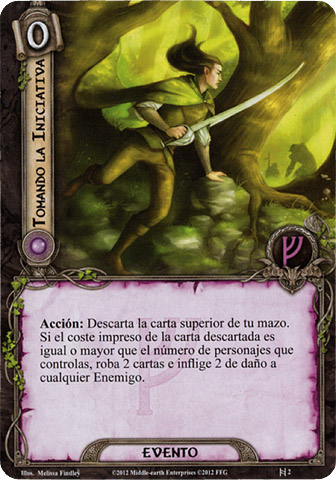 0
Tomando la Iniciativa
Acción: Descarta la carta superior de tu mazo.
Si el coste impreso de la carta descartada es
igual o mayor que el número de personajes que
controlas, roba 2 cartas e inflige 2 de daño a
cualquier Enemigo.
EVENTO
Illus. Melissa Findley
©2012 Middle-earth Enterprises ©2012 FFG
2